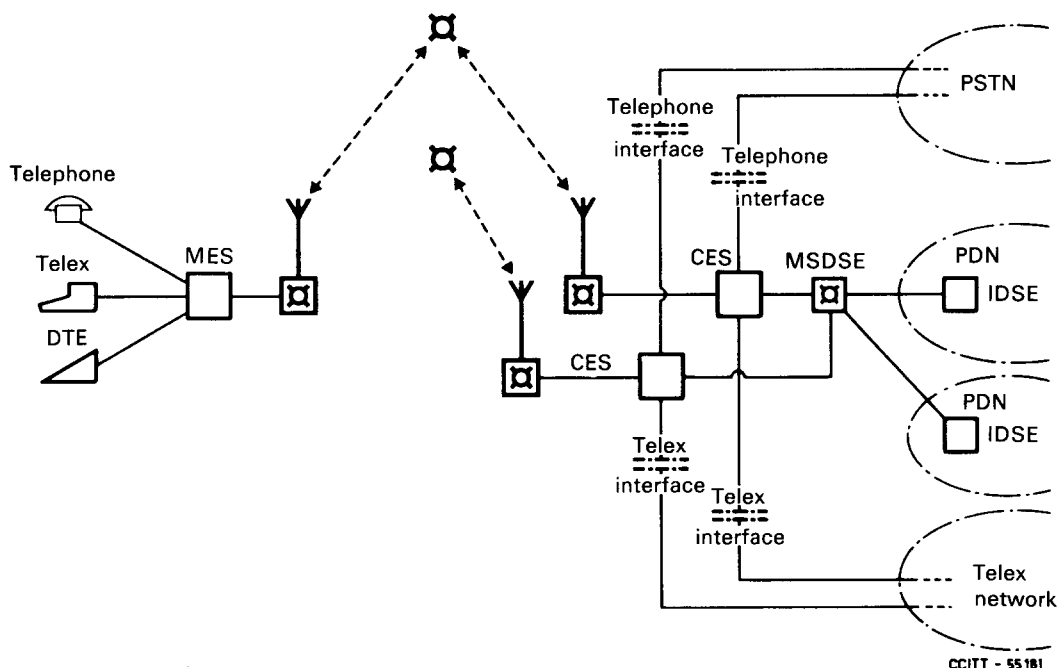 Telephone
Telex
DTE
MES
Telephone
interface
Telephone
interface
CES
MSDSE
CES
Telex
interface
Telex
interface
PSTN
PDN
IDSE
PDN
IDSE
Telex
network
CCITT - 55181